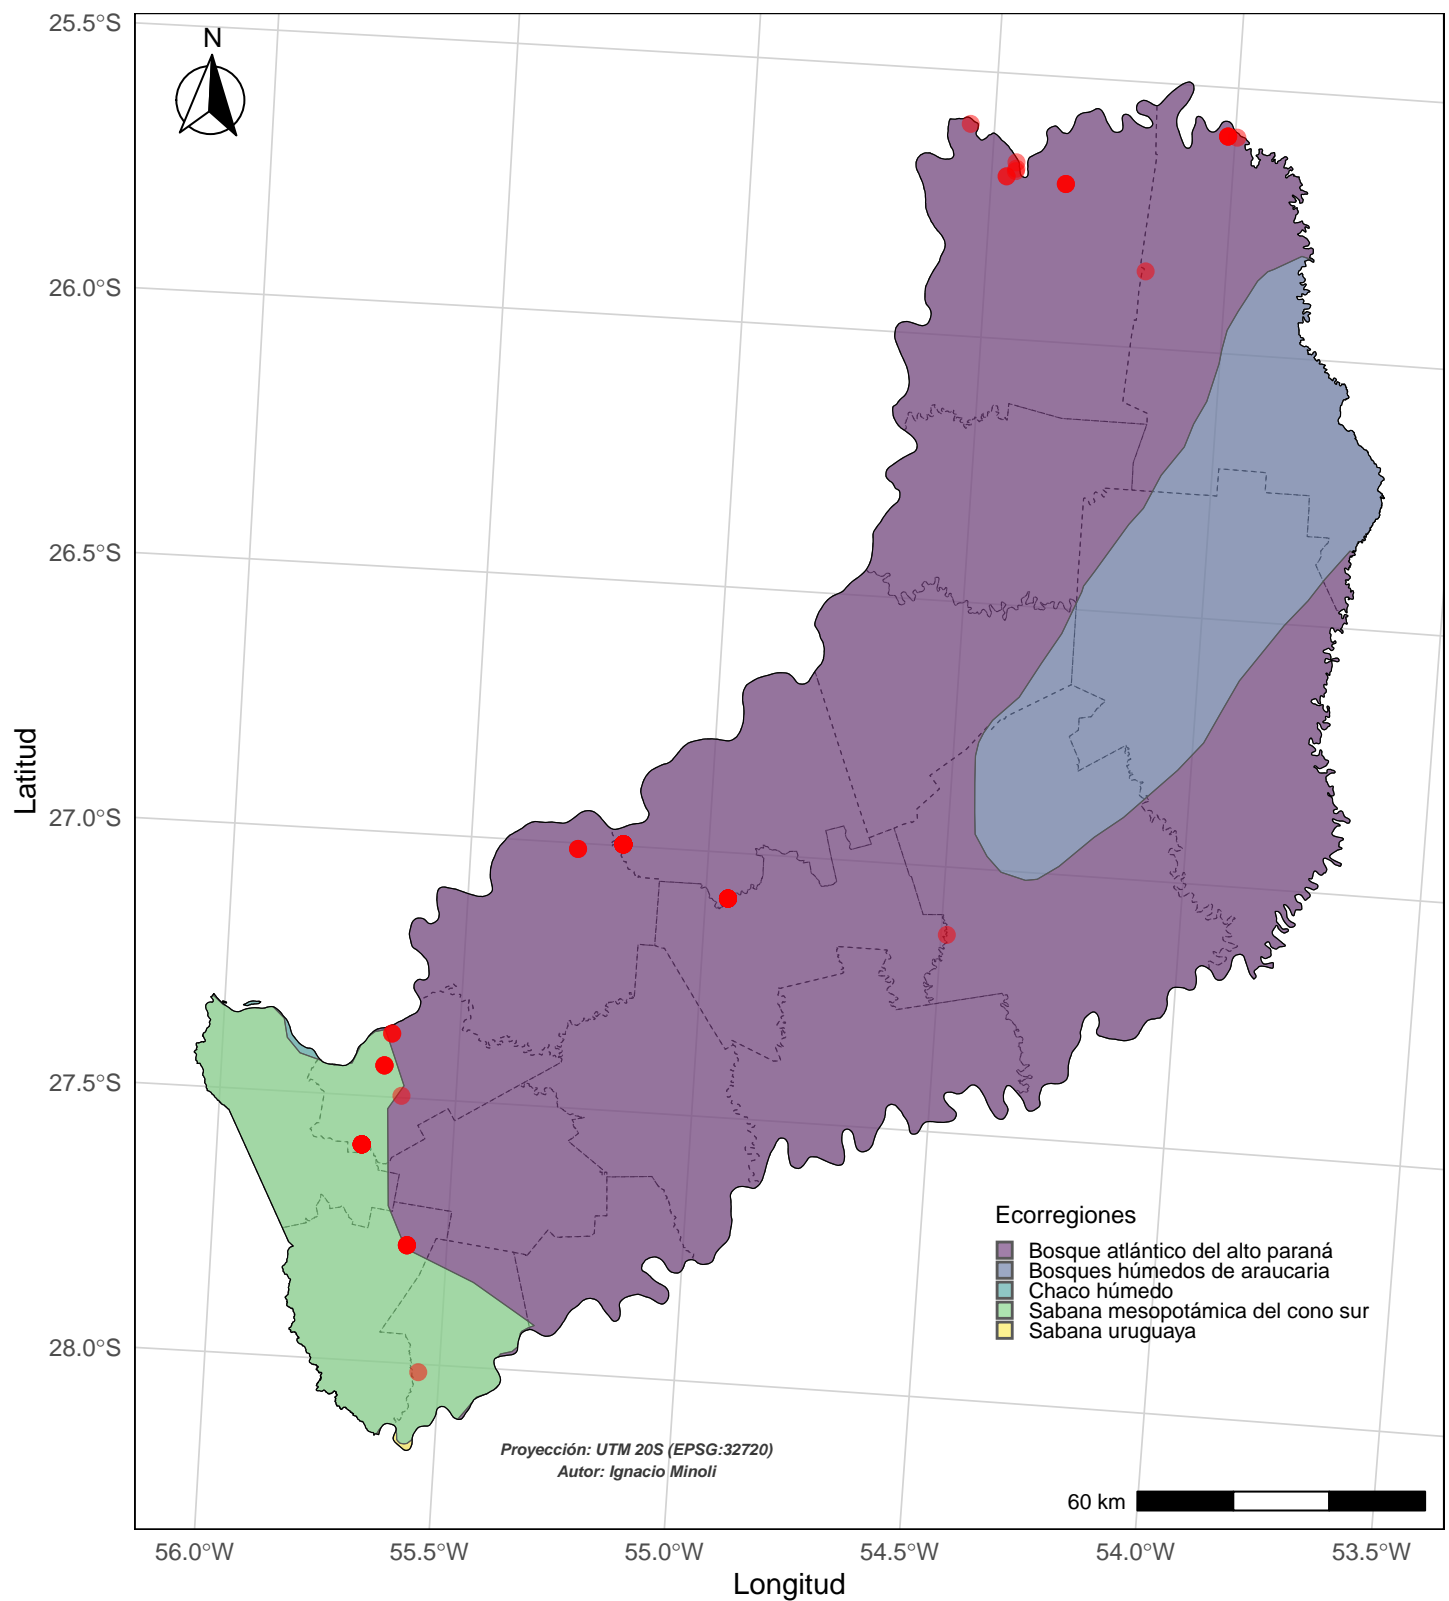 N
25.5°S
26.0°S
26.5°S
27.0°S
27.5°S
28.0°S
Latitud
Ecorregiones
Bosque atlántico del alto paraná
Bosques húmedos de araucaria
Chaco húmedo
Sabana mesopotámica del cono sur
Sabana uruguaya
Proyección: UTM 20S (EPSG:32720)
Autor: Ignacio Minoli
60 km
56.0°W
55.5°W
55.0°W
54.5°W
54.0°W
53.5°W
Longitud